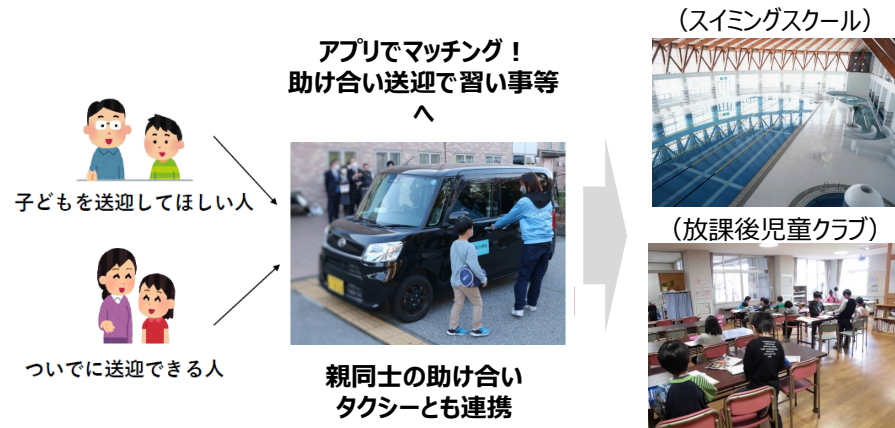 アプリでマッチング！
助け合い送迎で習い事等
へ
子どもを送迎してほしい人
ついでに送迎できる人
親同士の助け合い
タクシーとも連携
（スイミングスクール）
（放課後児童クラブ）